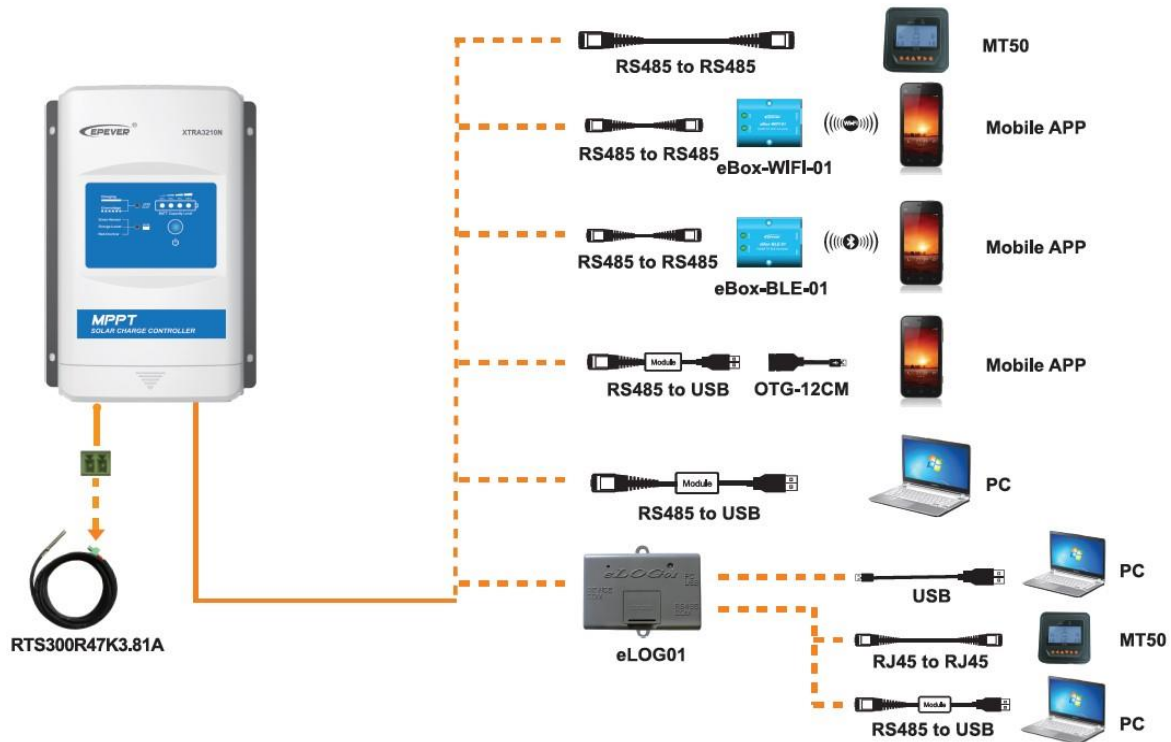 EPEVER®
XTRA3210N
MPPT
SOLAR CHARGE CONTROLLER
RTS300R47K3.81A
RS485 to RS485
MT50
RS485 to RS485
eBox-WIFI-01
Mobile APP
RS485 to RS485
eBox-BLE-01
Mobile APP
Module
RS485 to USB
OTG-12CM
Mobile APP
Module
RS485 to USB
PC
eLOG01
eLOG01
USB
PC
RJ45 to RJ45
MT50
Module
RS485 to USB
PC